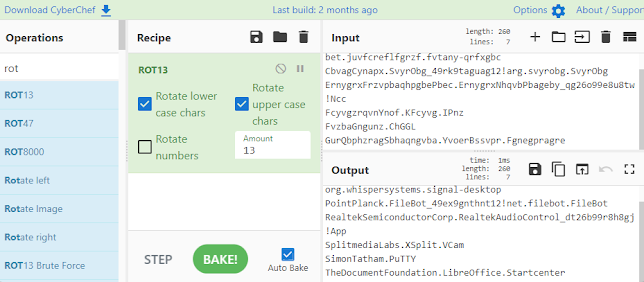 Download CyberChef
Last build: 2 months ago
Options
About / Support
Operations
rot
ROT13
ROT47
ROT8000
Rotate left
Rotate Image
Rotate right
ROT13 Brute Force
Recipe
ROT13
Rotate lower case chars
Rotate upper case chars
Rotate numbers
Amount
13
STEP
BAKE!
Auto Bake
Input
length: 260
lines: 7
bet.juvfcreflfgrzf.fvtany-qrfxgbc
CbvagCynapx.SvyrObg_49rk9taguag12!arg.svyrobg.SvyrObg
ErnygrxFrzvpbaqhpgbePbec.ErnygrxNhqvbPbageby_qg26o99e8u8tw
!Ncc
FcyvgzrqvnYnof.KFcyvg.IPnz
FvzbaGngunz.ChGGL
GurQbphzragSbhaqngvba.YvoerBssvpr.Fgnegpragre
Output
time: 1ms
length: 260
lines: 7
org.whispersystems.signal-desktop
PointPlanck.FileBot_49ex9gnthnt12!net.filebot.FileBot
RealtekSemiconductorCorp.RealtekAudioControl_dt26b99r8h8gj
!App
SplitmediaLabs.XSplit.VCam
SimonTatham.PuTTY
TheDocumentFoundation.LibreOffice.Startcenter